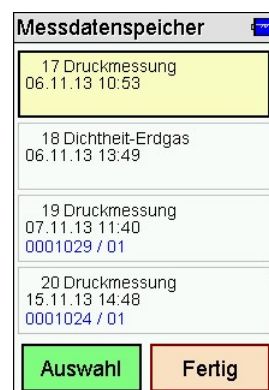 Messdatenspeicher
17 Druckmessung
06.11.13 10:53
18 Dichtheit-Erdgas
06.11.13 13:49
19 Druckmessung
07.11.13 11:40
0001029 / 01
20 Druckmessung
15.11.13 14:48
0001024 / 01
Auswahl
Fertig